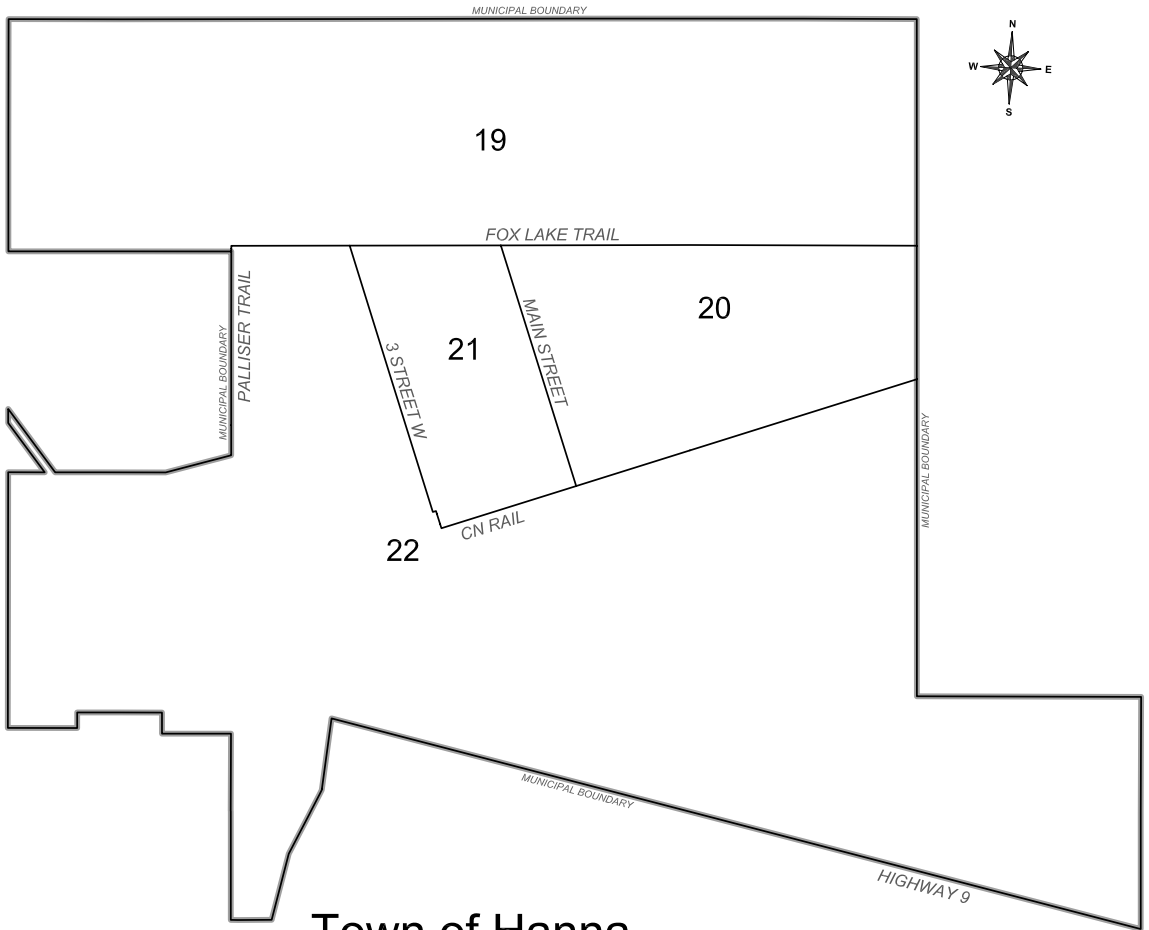 MUNICIPAL BOUNDARY
N
W
E
S
19
FOX LAKE TRAIL
PALLISER TRAIL
MUNICIPAL BOUNDARY
3 STREET W
21
MAIN STREET
20
MUNICIPAL BOUNDARY
CN RAIL
22
MUNICIPAL BOUNDARY
HIGHWAY 9
Town of Hanna